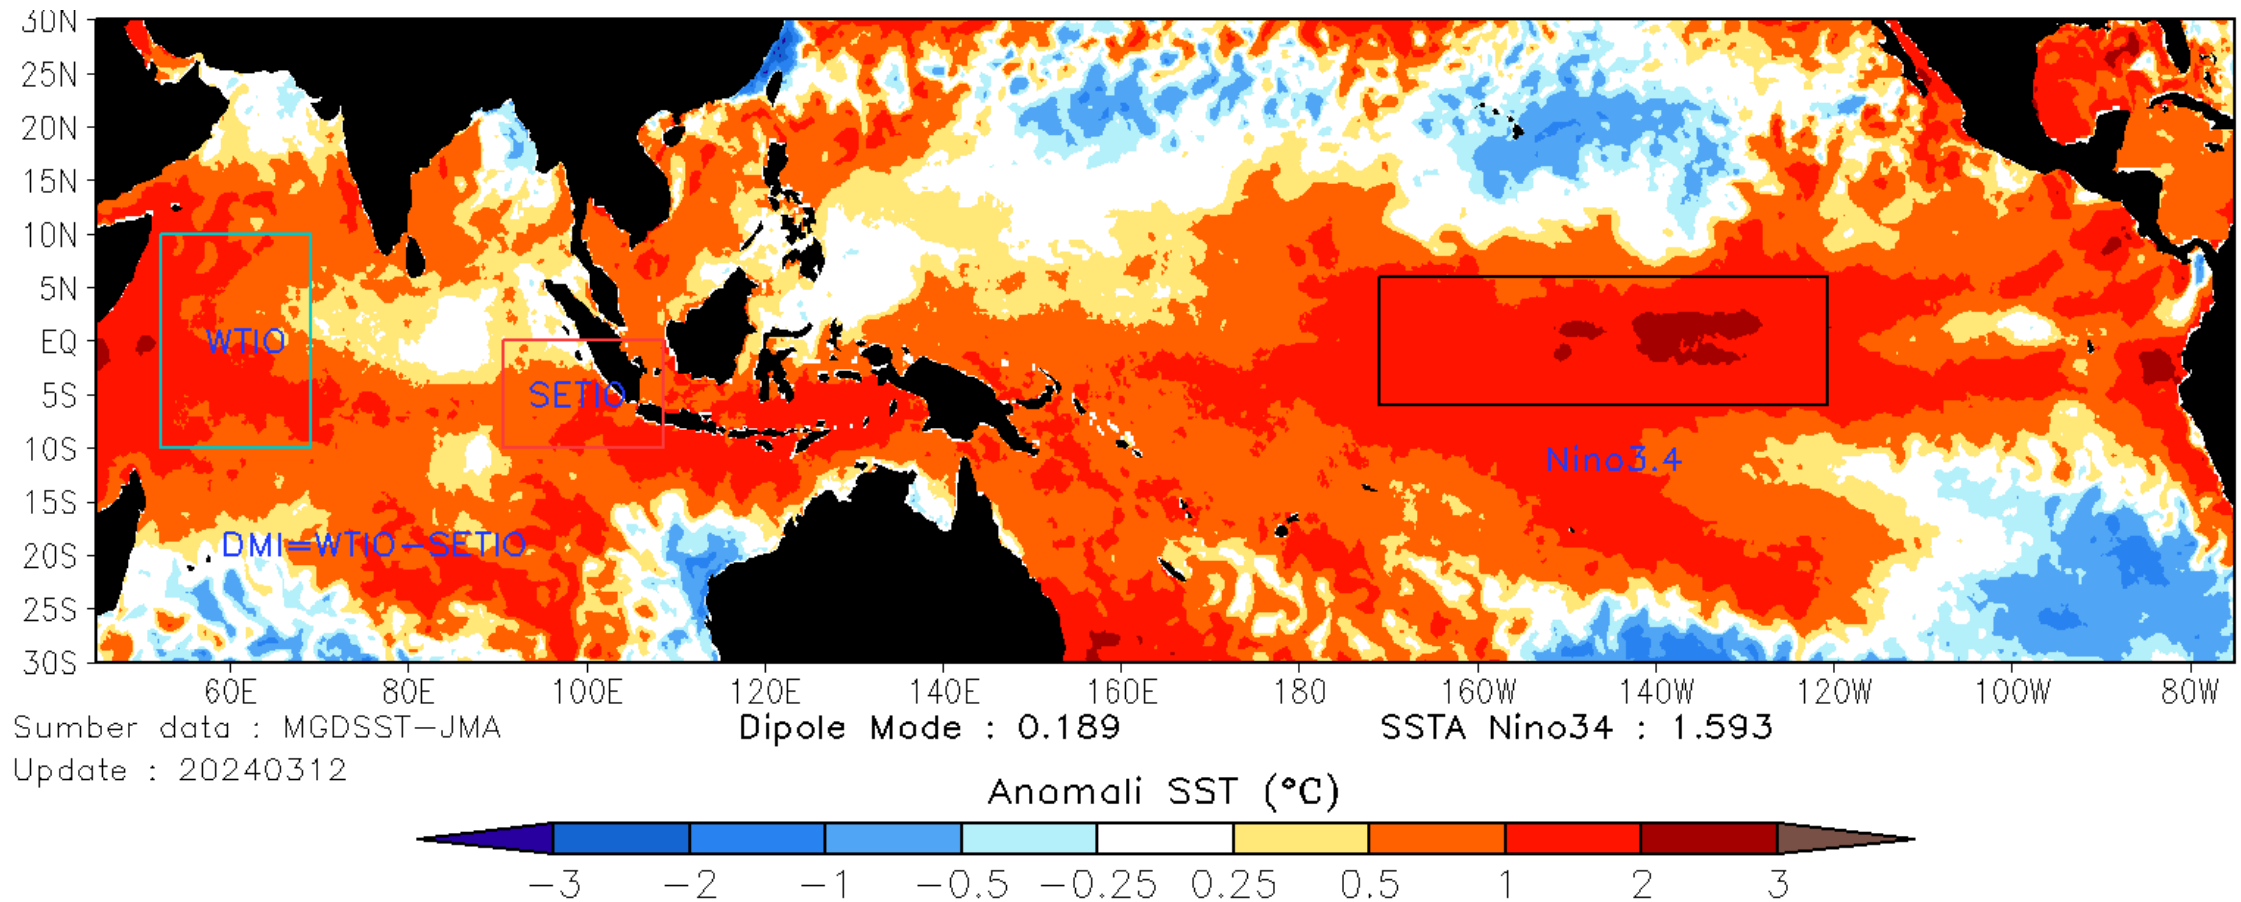 30N
25N
20N
15N
10N
5N
EQ
5S
10S
15S
20S
25S
30S
WTIO
SETIO
Nino3.4
DMI=WTIO-SETIO
60E 80E 100E 120E 140E 160E 180 160W 140W 120W 100W 80W
Sumber data : MGDSST-JMA Dipole Mode : 0.189 SSTA Nino34 : 1.593
Update : 20240312
Anomali SST (°C)
-3 -2 -1 -0.5 -0.25 0.25 0.5 1 2 3